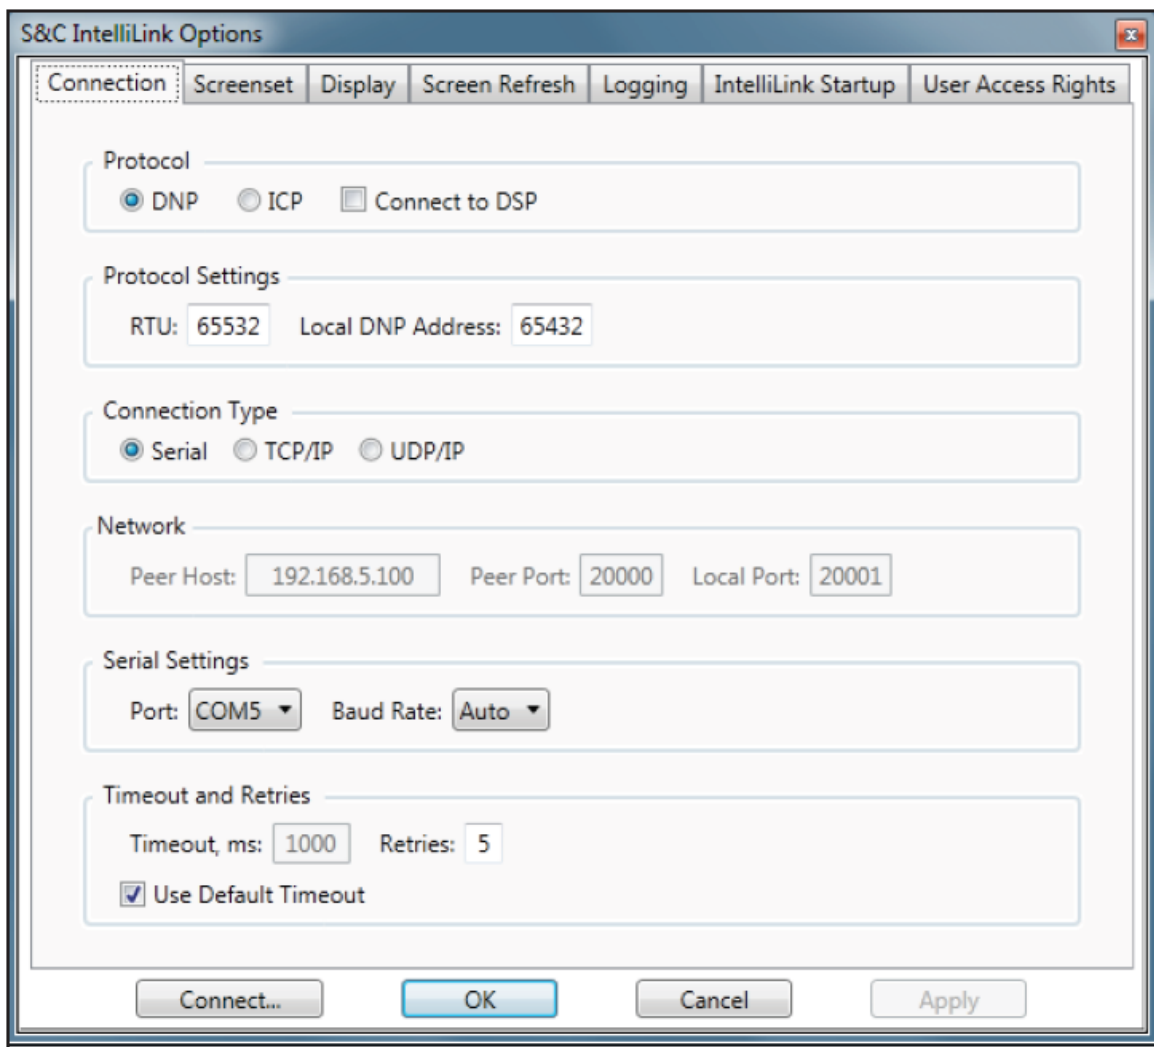 S&C IntelliLink Options
Connection Screenset Display Screen Refresh Logging IntelliLink Startup User Access Rights
Protocol
DNP ICP Connect to DSP
Protocol Settings
RTU: 65532 Local DNP Address: 65432
Connection Type
Serial TCP/IP UDP/IP
Network
Peer Host: 192.168.5.100 Peer Port: 20000 Local Port: 20001
Serial Settings
Port: COM5 Baud Rate: Auto
Timeout and Retries
Timeout, ms: 1000 Retries: 5
Use Default Timeout
Connect... OK Cancel Apply